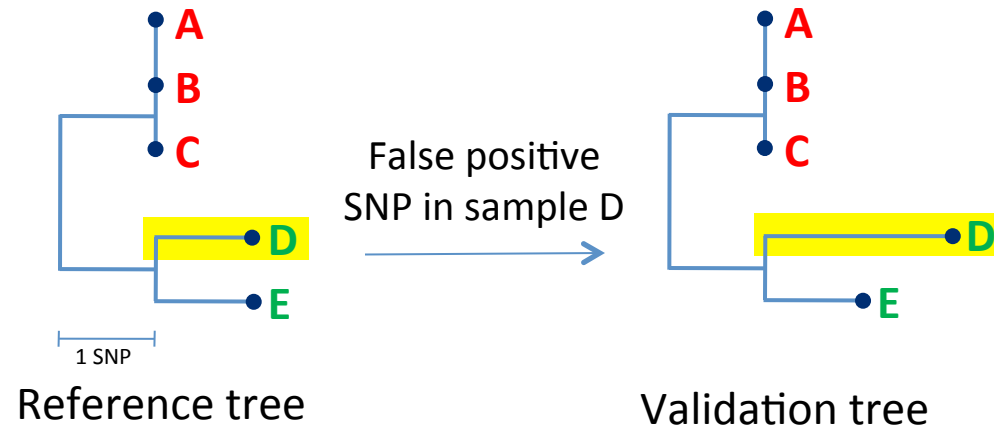 A
B
C
D
E
1 SNP
Reference tree
False positive
SNP in sample D
A
B
C
D
E
Validation tree